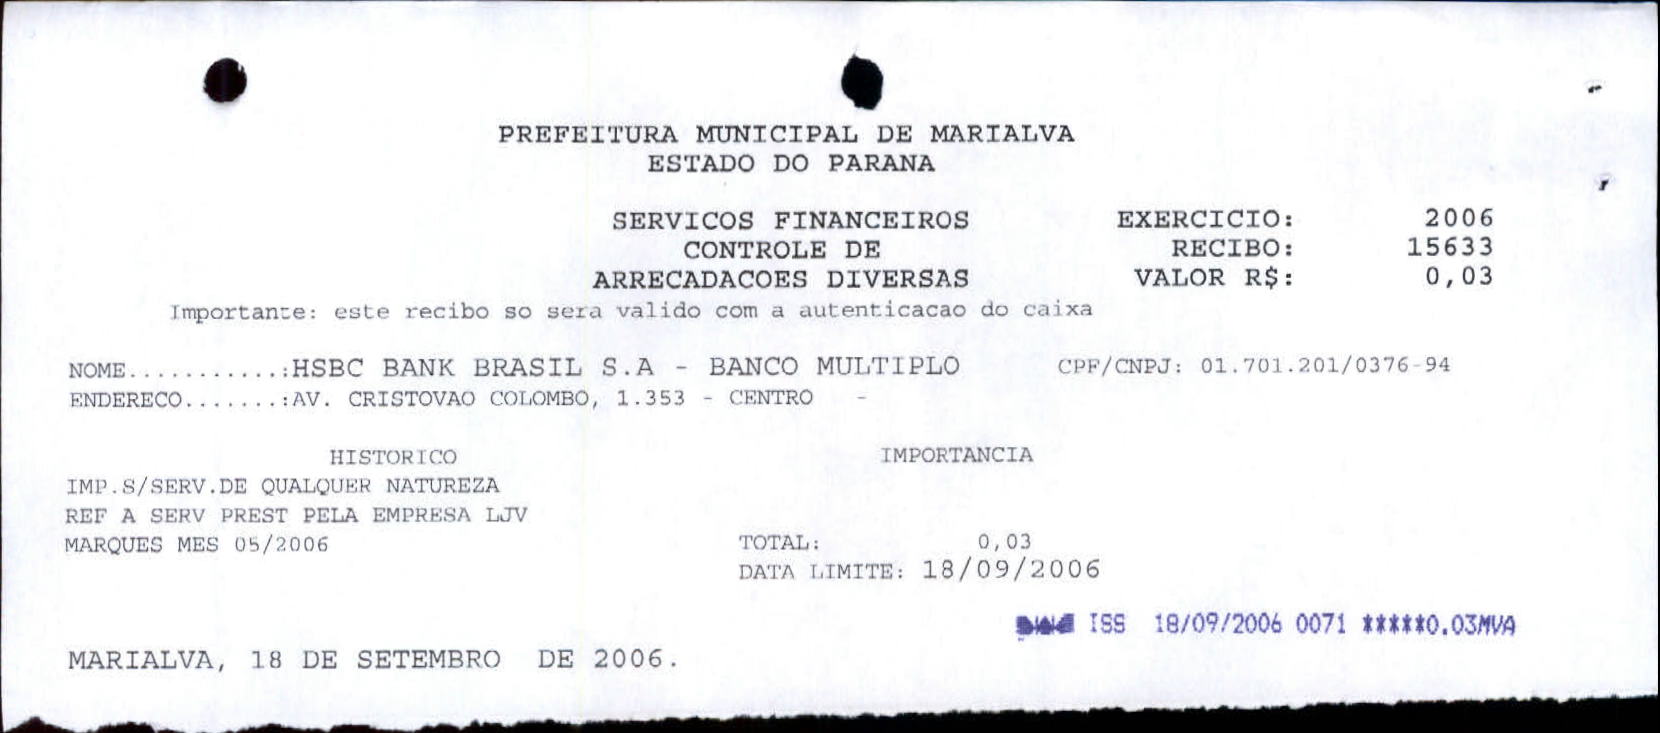 PREFEITURA MUNICIPAL DE MARIALVA
ESTADO DO PARANA
SERVICOS FINANCEIROS EXERCICIO: 2006
CONTROLE DE RECIBO: 15633
ARRECADACOES DIVERSAS VALOR R$: 0,03
Importante: este recibo so sera valido com a autenticacao do caixa
NOME...........:HSBC BANK BRASIL S.A - BANCO MULTIPLO CPF/CNPJ: 01.701.201/0376-94
ENDERECO.......:AV. CRISTOVAO COLOMBO, 1.353 - CENTRO -
HISTORICO IMPORTANCIA
IMP.S/SERV.DE QUALQUER NATUREZA
REF A SERV PREST PELA EMPRESA LJV
MARQUES MES 05/2006 TOTAL: 0,03
DATA LIMITE: 18/09/2006
ISS 18/09/2006 0071 *****0.03MVA
MARIALVA, 18 DE SETEMBRO DE 2006.